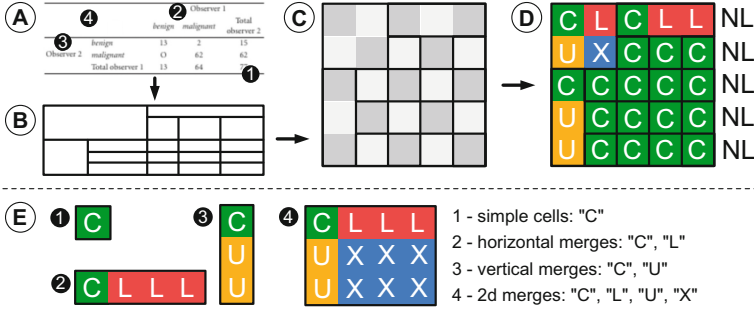 A
4
2
Observer 1
benign malignant Total observer 2
3
benign 13 2 15
Observer 2 malignant O 62 62
Total observer 1 13 64
1
B
C
D
C L C L L NL
U X C C C NL
C C C C C NL
U C C C C NL
U C C C C NL
E
1 C
2 C L L L
3 C
U
U
4 C L L L
U X X X
U X X X
1 - simple cells: "C"
2 - horizontal merges: "C", "L"
3 - vertical merges: "C", "U"
4 - 2d merges: "C", "L", "U", "X"